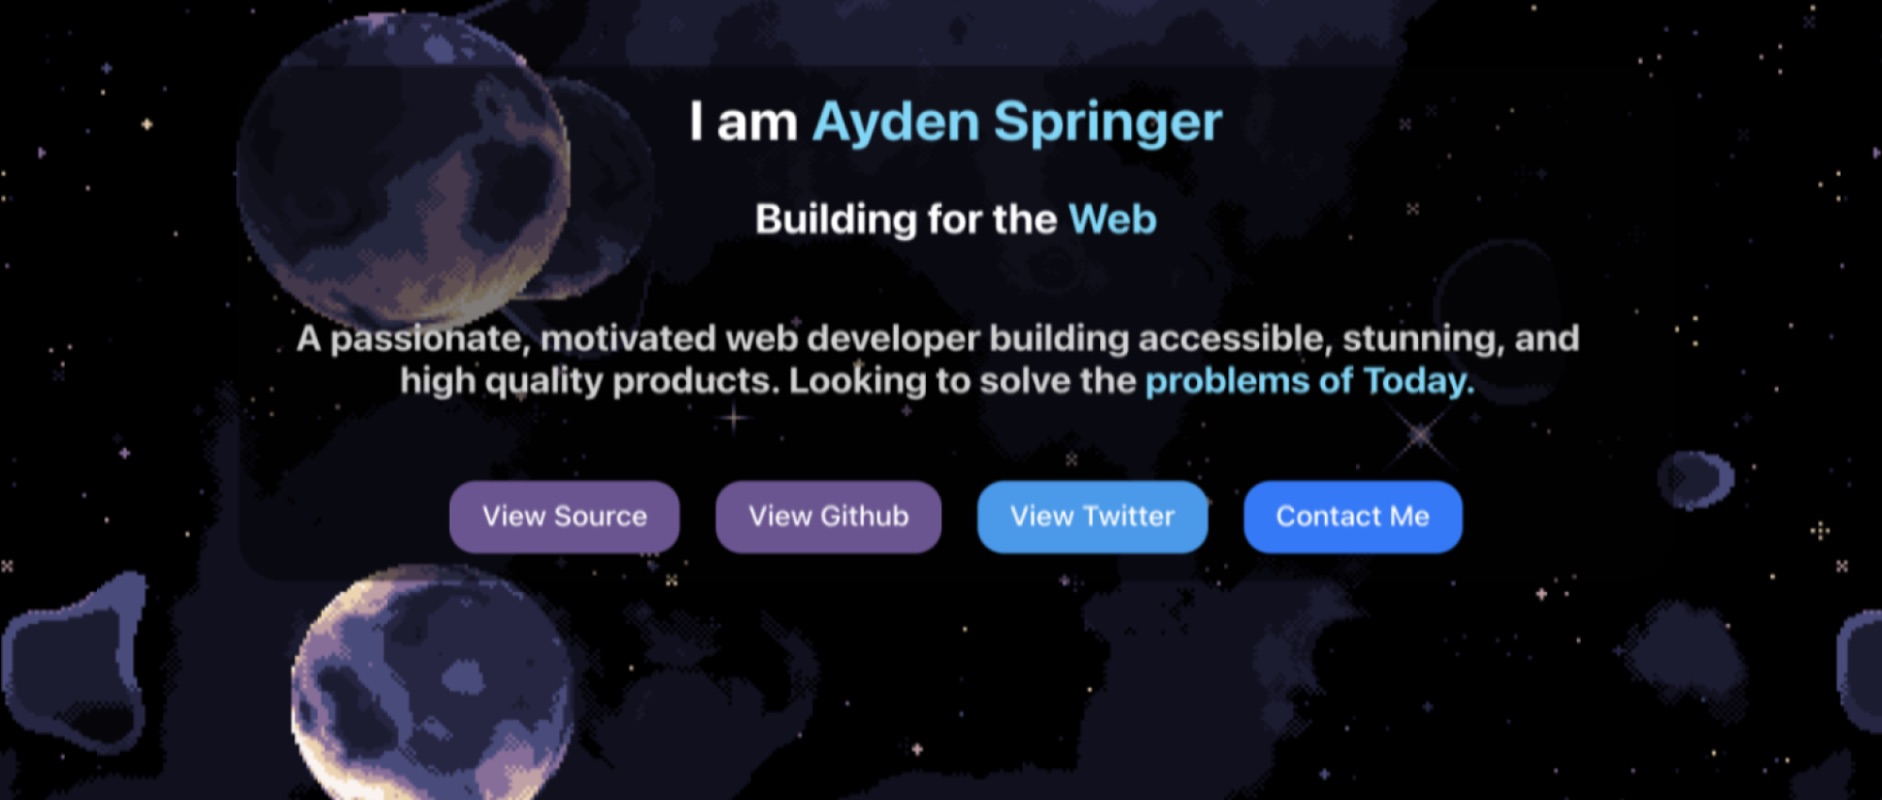 I am Ayden Springer
Building for the Web
A passionate, motivated web developer building accessible, stunning, and
high quality products. Looking to solve the problems of Today.
View Source
View Github
View Twitter
Contact Me